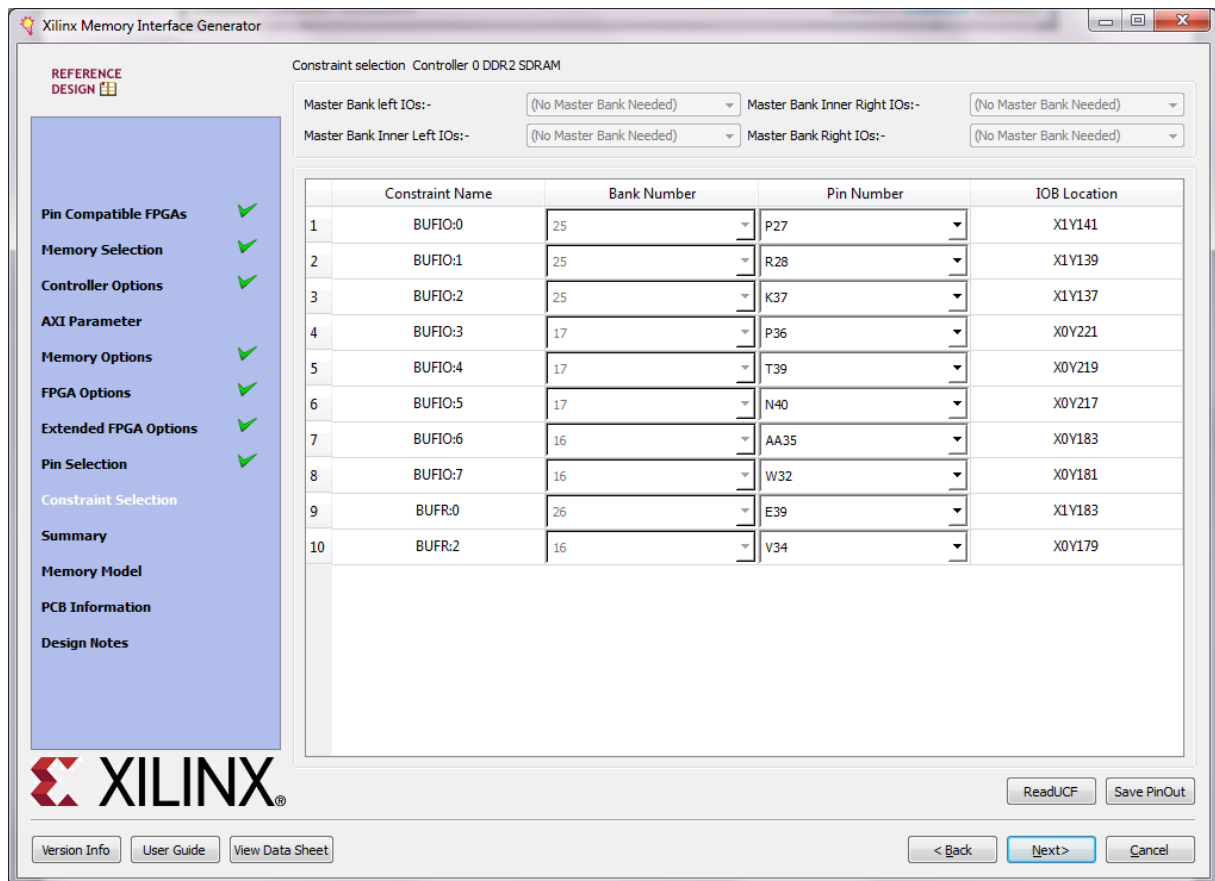 Xilinx Memory Interface Generator
REFERENCE
DESIGN
Constraint selection Controller 0 DDR2 SDRAM
Master Bank left IOs:- (No Master Bank Needed) Master Bank Inner Right IOs:- (No Master Bank Needed)
Master Bank Inner Left IOs:- (No Master Bank Needed) Master Bank Right IOs:- (No Master Bank Needed)
Pin Compatible FPGAs
Memory Selection
Controller Options
AXI Parameter
Memory Options
FPGA Options
Extended FPGA Options
Pin Selection
Constraint Selection
Summary
Memory Model
PCB Information
Design Notes
Constraint Name Bank Number Pin Number IOB Location
1 BUFIO:0 25 P27 X1Y141
2 BUFIO:1 25 R28 X1Y139
3 BUFIO:2 25 K37 X1Y137
4 BUFIO:3 17 P36 X0Y221
5 BUFIO:4 17 T39 X0Y219
6 BUFIO:5 17 N40 X0Y217
7 BUFIO:6 16 AA35 X0Y183
8 BUFIO:7 16 W32 X0Y181
9 BUFR:0 26 E39 X1Y183
10 BUFR:2 16 V34 X0Y179
XILINX®
ReadUCF Save PinOut
Version Info User Guide View Data Sheet < Back Next> Cancel